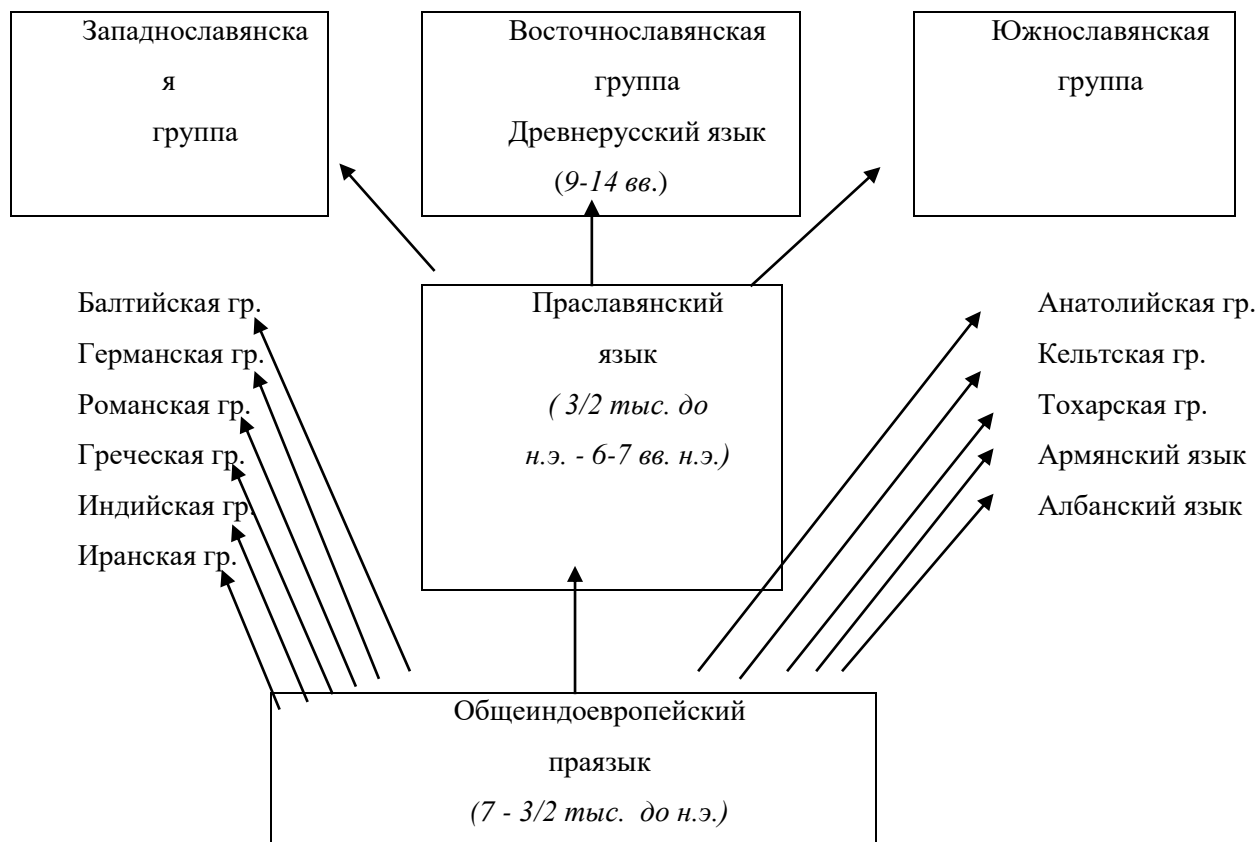 Западнославянска
я
группа
Восточнославянская
группа
Древнерусский язык
(9-14 вв.)
Южнославянская
группа
Балтийская гр.
Германская гр.
Романская гр.
Греческая гр.
Индийская гр.
Иранская гр.
Праславянский
язык
( 3/2 тыс. до
н.э. - 6-7 вв. н.э.)
Анатолийская гр.
Кельтская гр.
Тохарская гр.
Армянский язык
Албанский язык
Общеиндоевропейский
праязык
(7 - 3/2 тыс. до н.э.)